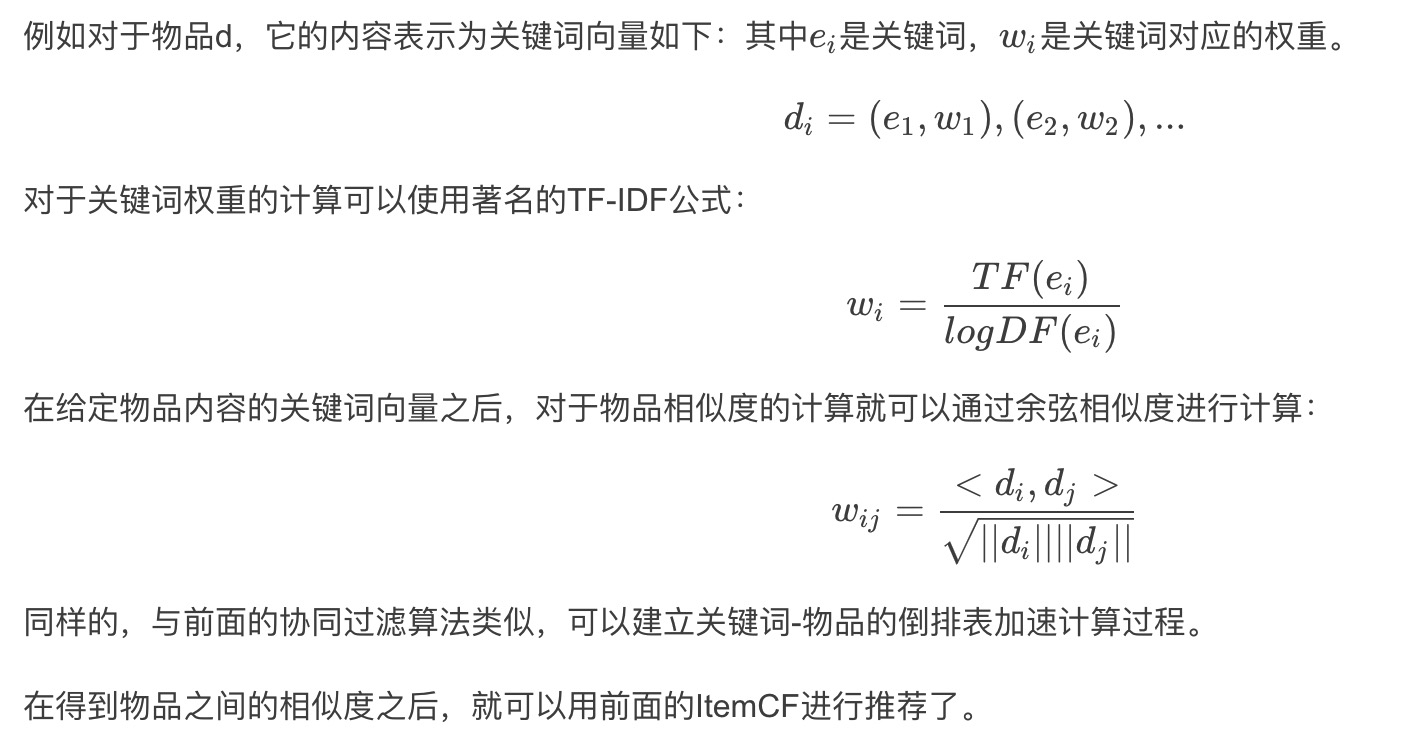 例如对于物品d，它的内容表示为关键词向量如下：其中e_i是关键词，w_i是关键词对应的权重。
d_i = (e_1, w_1), (e_2, w_2), ...
对于关键词权重的计算可以使用著名的TF-IDF公式：
w_i = \frac{TF(e_i)}{logDF(e_i)}
在给定物品内容的关键词向量之后，对于物品相似度的计算就可以通过余弦相似度进行计算：
w_{ij} = \frac{< d_i, d_j >}{\sqrt{||d_i||||d_j||}}
同样的，与前面的协同过滤算法类似，可以建立关键词-物品的倒排表加速计算过程。
在得到物品之间的相似度之后，就可以用前面的ItemCF进行推荐了。